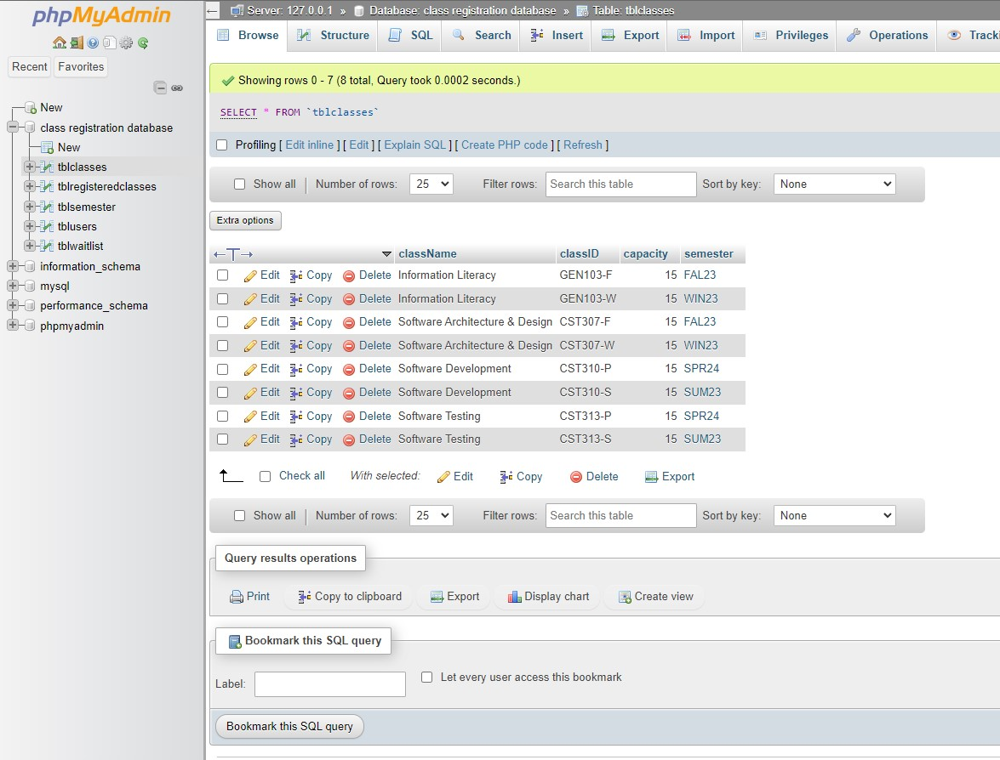 phpMyAdmin
Recent Favorites
New
class registration database
New
tblclasses
tblregisteredclasses
tblsemester
tblusers
tblwaitlist
information_schema
mysql
performance_schema
phpmyadmin
Server: 127.0.0.1 » Database: class registration database » Table: tblclasses
Browse Structure SQL Search Insert Export Import Privileges Operations Tracki
Showing rows 0 - 7 (8 total, Query took 0.0002 seconds.)
SELECT * FROM `tblclasses`
Profiling [ Edit inline ] [ Edit ] [ Explain SQL ] [ Create PHP code ] [ Refresh ]
Show all | Number of rows: 25 Filter rows: Search this table Sort by key: None
Extra options
←T→ className classID capacity semester
Edit Copy Delete Information Literacy GEN103-F 15 FAL23
Edit Copy Delete Information Literacy GEN103-W 15 WIN23
Edit Copy Delete Software Architecture & Design CST307-F 15 FAL23
Edit Copy Delete Software Architecture & Design CST307-W 15 WIN23
Edit Copy Delete Software Development CST310-P 15 SPR24
Edit Copy Delete Software Development CST310-S 15 SUM23
Edit Copy Delete Software Testing CST313-P 15 SPR24
Edit Copy Delete Software Testing CST313-S 15 SUM23
Check all With selected: Edit Copy Delete Export
Show all | Number of rows: 25 Filter rows: Search this table Sort by key: None
Query results operations
Print Copy to clipboard Export Display chart Create view
Bookmark this SQL query
Label: Let every user access this bookmark
Bookmark this SQL query